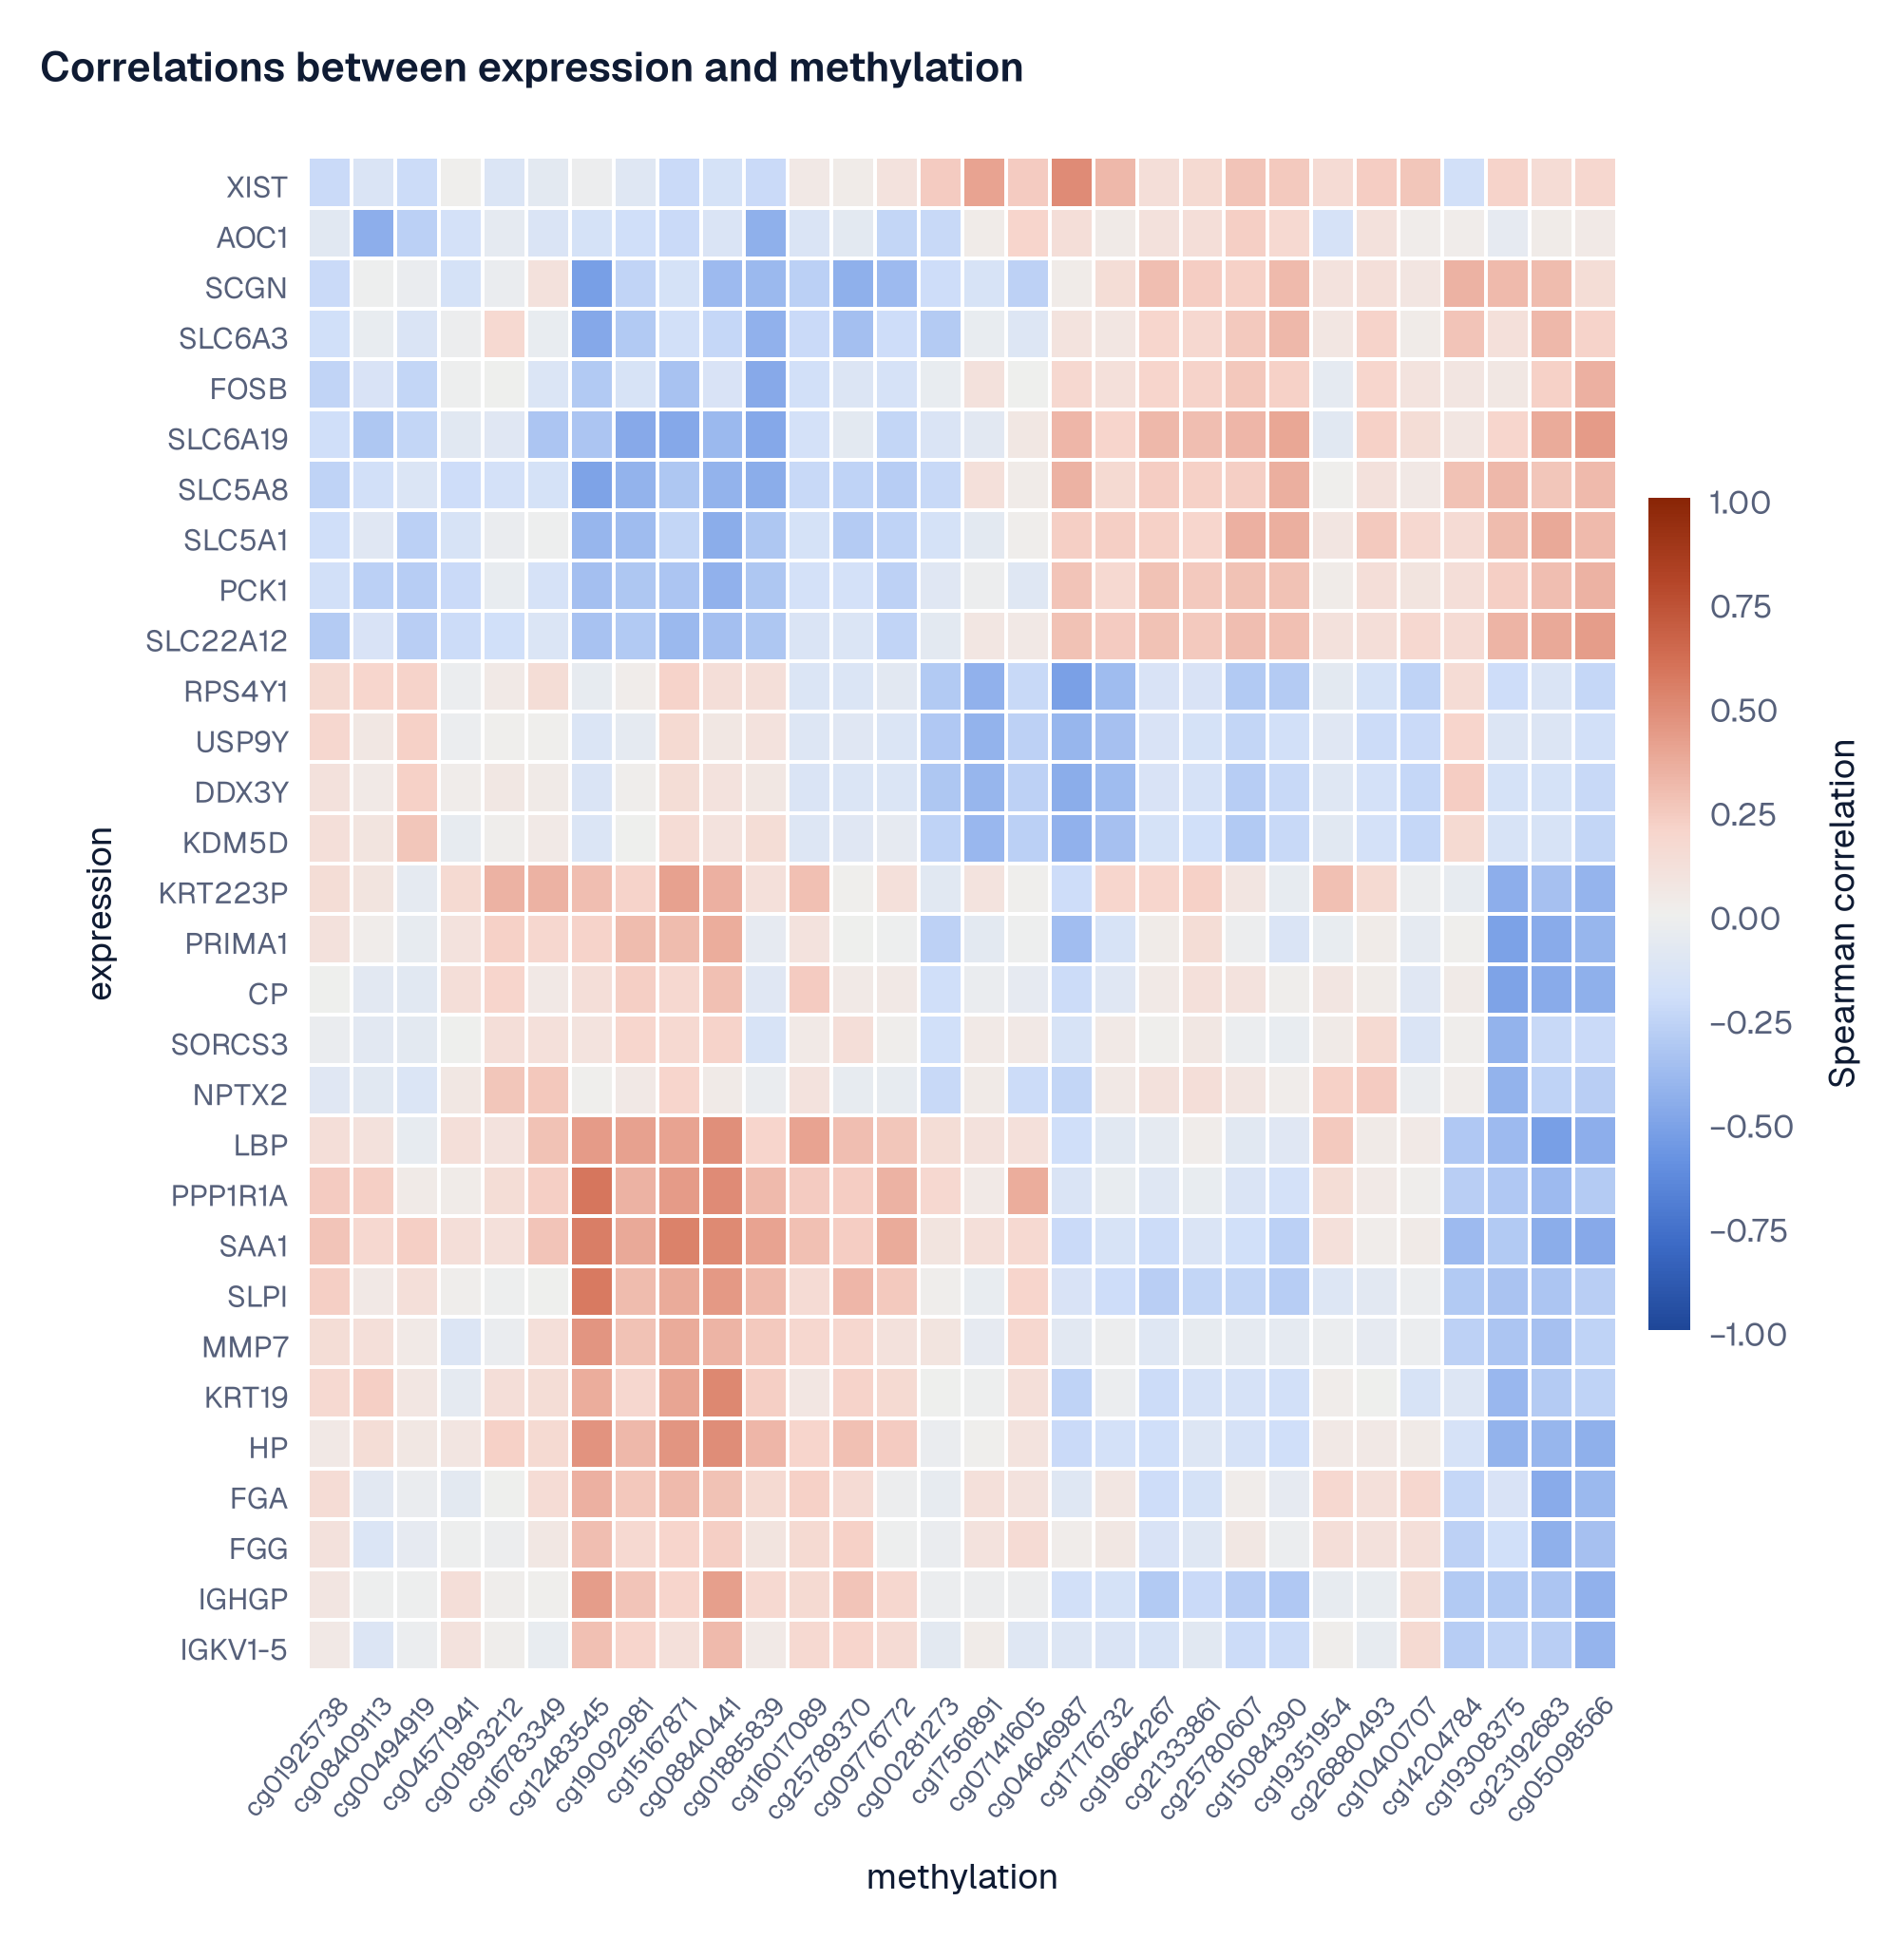 Correlations between expression and methylation
XIST
AOC1
SCGN
SLC6A3
FOSB
SLC6A19
SLC5A8
SLC5A1
PCK1
SLC22A12
RPS4Y1
USP9Y
DDX3Y
KDM5D
KRT223P
PRIMA1
CP
SORCS3
NPTX2
LBP
PPP1R1A
SAA1
SLPI
MMP7
KRT19
HP
FGA
FGG
IGHGP
IGKV1-5
expression
cg01925738
cg08409113
cg00494919
cg04571941
cg01893212
cg16783349
cg12483545
cg19092981
cg15167871
cg08840441
cg01885839
cg16017089
cg25789370
cg09776772
cg00281273
cg17561891
cg07141605
cg04646987
cg17176732
cg19664267
cg21333861
cg25780607
cg15084390
cg19351954
cg26880493
cg10400707
cg14204784
cg19308375
cg23192683
cg05098566
methylation
1.00
0.75
0.50
0.25
0.00
−0.25
−0.50
−0.75
−1.00
Spearman correlation